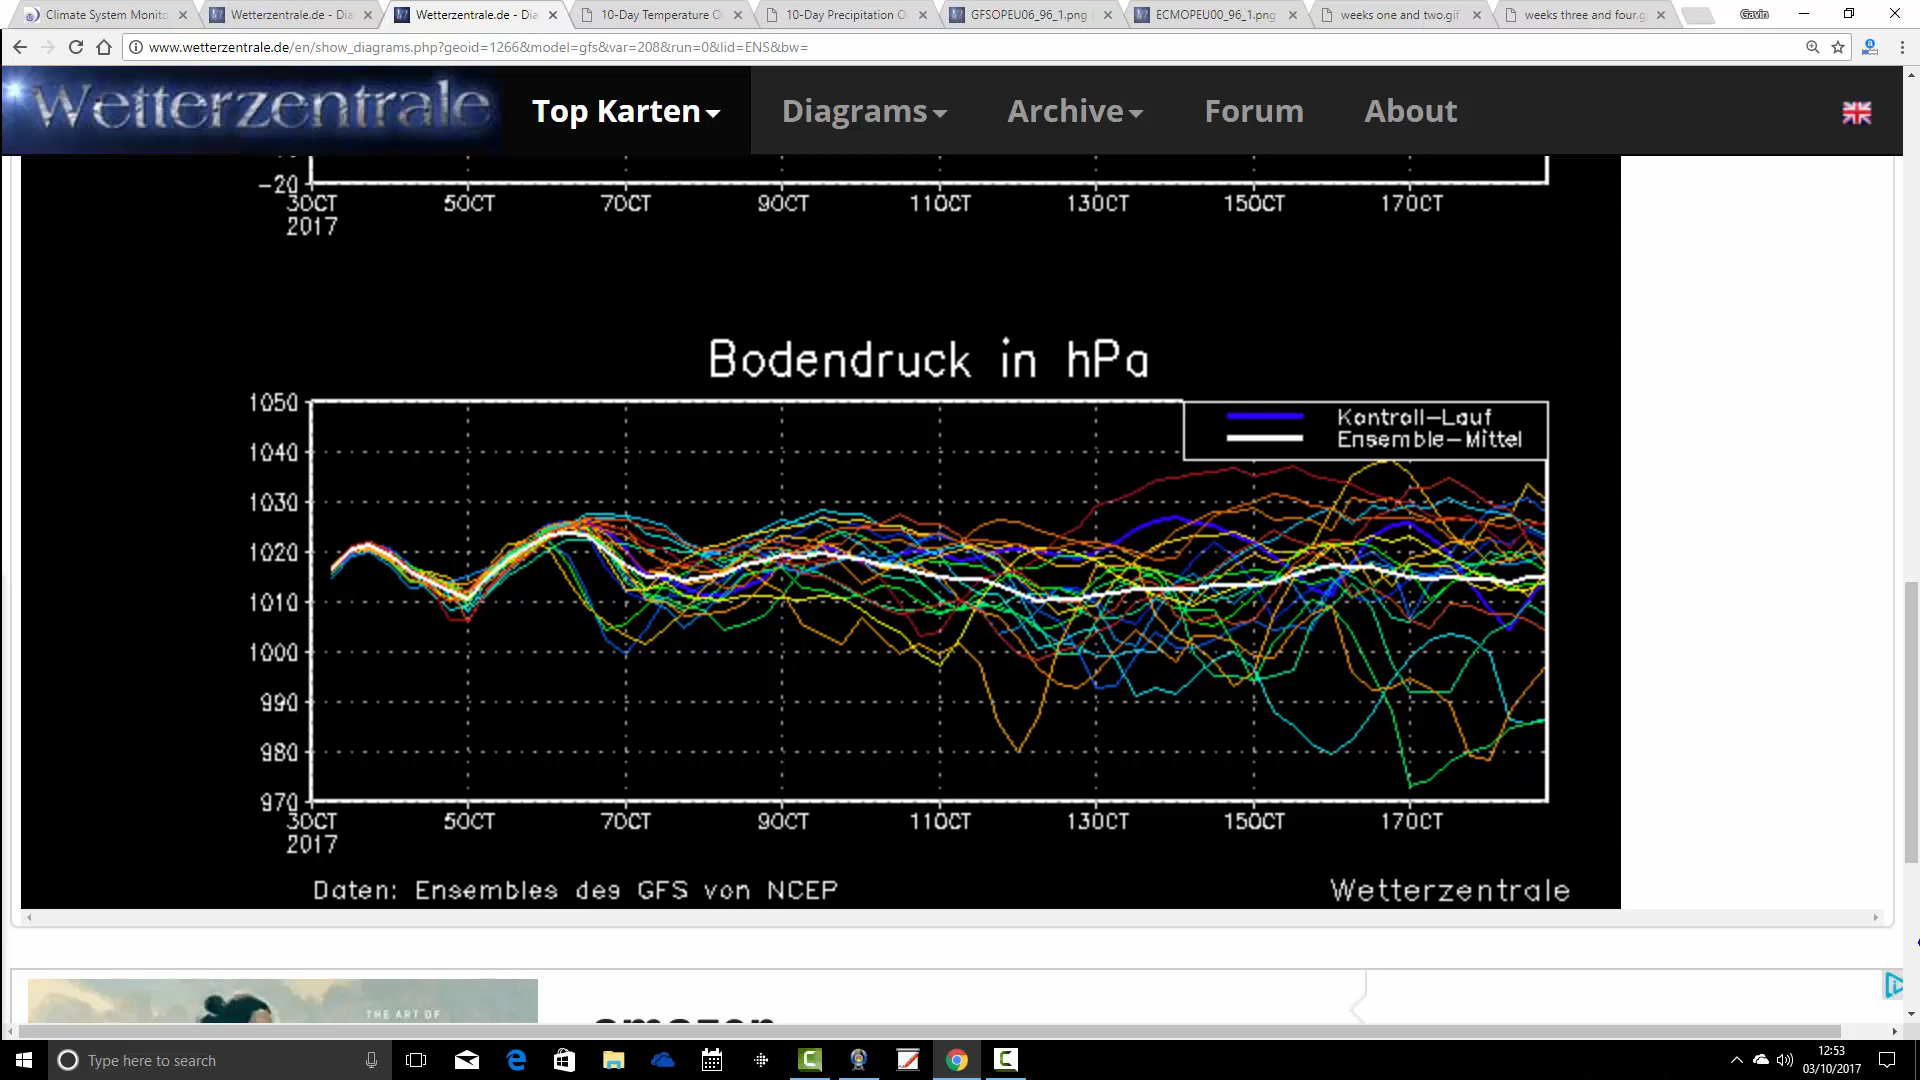 Climate System Monito
Wetterzentrale.de - Dia
Wetterzentrale.de - Dia
10-Day Temperature O
10-Day Precipitation O
GFSOPEU06_96_1.png
ECMOPEU00_96_1.png
weeks one and two.gif
weeks three and four.g
Gavin
www.wetterzentrale.de/en/show_diagrams.php?geoid=1266&model=gfs&var=208&run=0&lid=ENS&bw=
Wetterzentrale
Top Karten
Diagrams
Archive
Forum
About
-20
3OCT 5OCT 7OCT 9OCT 11OCT 13OCT 15OCT 17OCT
2017
Bodendruck in hPa
1050
Kontroll-Lauf
Ensemble-Mittel
1040
1030
1020
1010
1000
990
980
970
3OCT 5OCT 7OCT 9OCT 11OCT 13OCT 15OCT 17OCT
2017
Daten: Ensembles des GFS von NCEP
Wetterzentrale
THE ART OF
Type here to search
12:53
03/10/2017